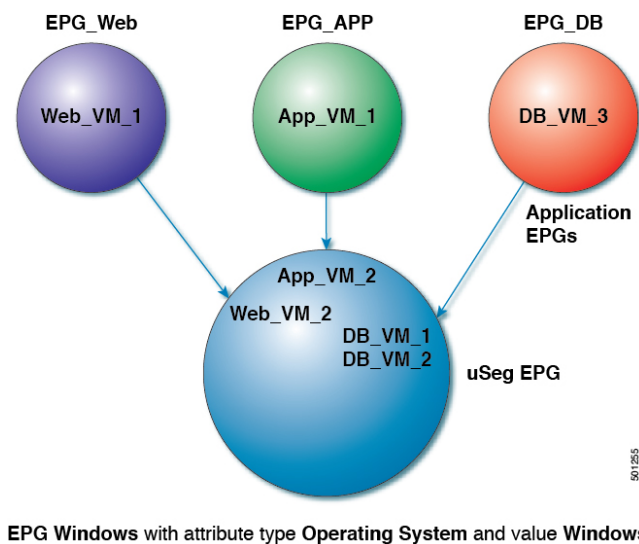 EPG_Web
EPG_APP
EPG_DB
Web_VM_1
App_VM_1
DB_VM_3
Application
EPGs
App_VM_2
Web_VM_2
DB_VM_1
DB_VM_2
uSeg EPG
501255
EPG Windows with attribute type Operating System and value Windows